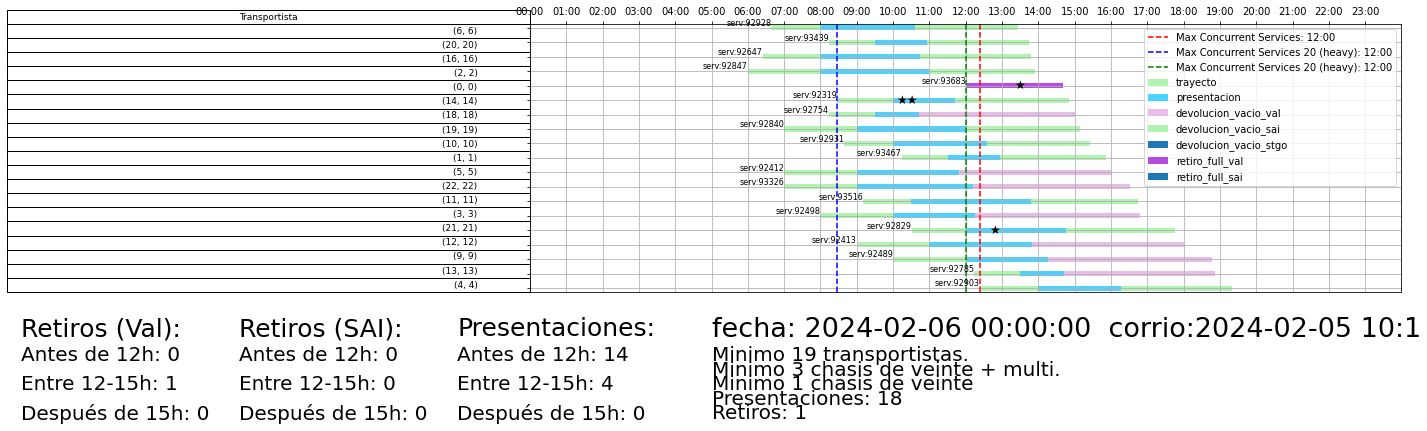 00:00 01:00 02:00 03:00 04:00 05:00 06:00 07:00 08:00 09:00 10:00 11:00 12:00 13:00 14:00 15:00 16:00 17:00 18:00 19:00 20:00 21:00 22:00 23:00
Transportista
(6, 6)
(20, 20)
(16, 16)
(2, 2)
(0, 0)
(14, 14)
(18, 18)
(19, 19)
(10, 10)
(1, 1)
(5, 5)
(22, 22)
(11, 11)
(3, 3)
(21, 21)
(12, 12)
(9, 9)
(13, 13)
(4, 4)
serv:92928
serv:93439
serv:92647
serv:92847
serv:93683
serv:92319
serv:92754
serv:92840
serv:92931
serv:93467
serv:92412
serv:93326
serv:93516
serv:92498
serv:92829
serv:92413
serv:92489
serv:92785
serv:92903
Max Concurrent Services: 12:00
Max Concurrent Services 20 (heavy): 12:00
Max Concurrent Services 20 (heavy): 12:00
trayecto
presentacion
devolucion_vacio_val
devolucion_vacio_sai
devolucion_vacio_stgo
retiro_full_val
retiro_full_sai
Retiros (Val):
Antes de 12h: 0
Entre 12-15h: 1
Después de 15h: 0
Retiros (SAI):
Antes de 12h: 0
Entre 12-15h: 0
Después de 15h: 0
Presentaciones:
Antes de 12h: 14
Entre 12-15h: 4
Después de 15h: 0
fecha: 2024-02-06 00:00:00 corrio:2024-02-05 10:1
Minimo 19 transportistas.
Minimo 3 chasis de veinte + multi.
Minimo 1 chasis de veinte
Presentaciones: 18
Retiros: 1